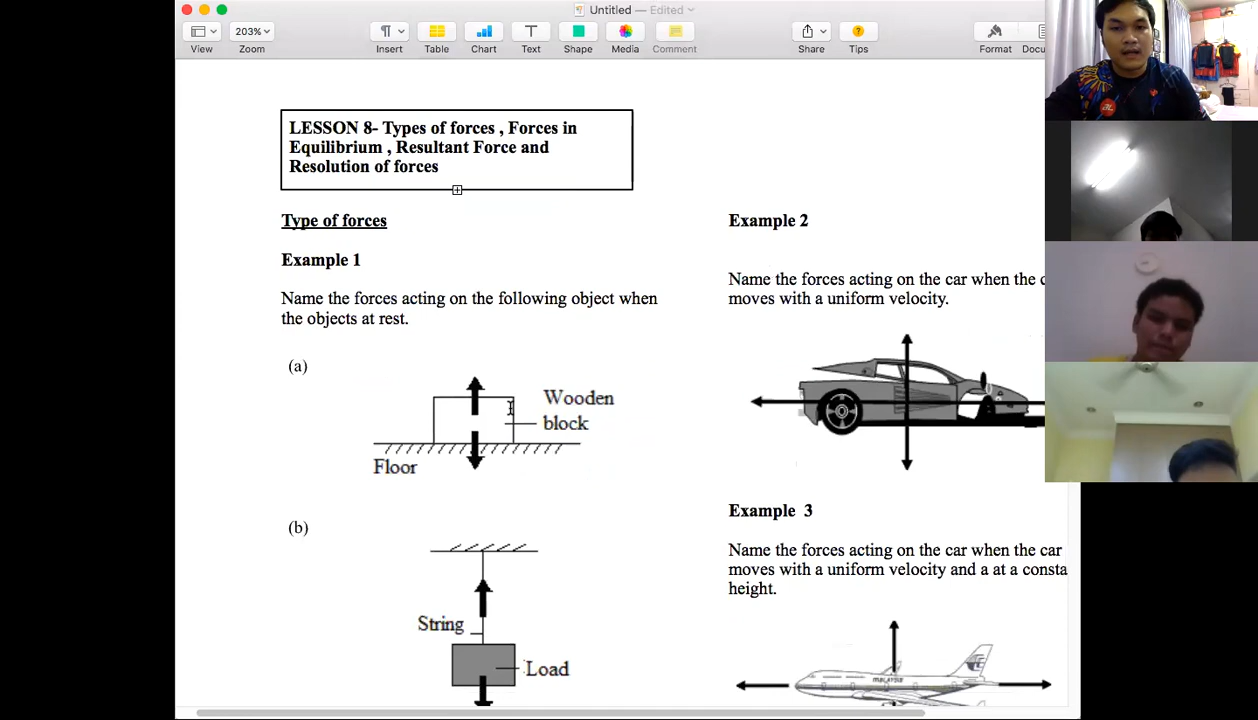 Untitled — Edited
203%
View
Zoom
Insert
Table
Chart
Text
Shape
Media
Comment
Share
Tips
Format
LESSON 8- Types of forces , Forces in
Equilibrium , Resultant Force and
Resolution of forces
Type of forces
Example 1
Name the forces acting on the following object when
the objects at rest.
(a)
Wooden
block
Floor
(b)
String
Load
Example 2
Name the forces acting on the car when the
moves with a uniform velocity.
Example 3
Name the forces acting on the car when the car
moves with a uniform velocity and a at a consta
height.
MALAYSIA